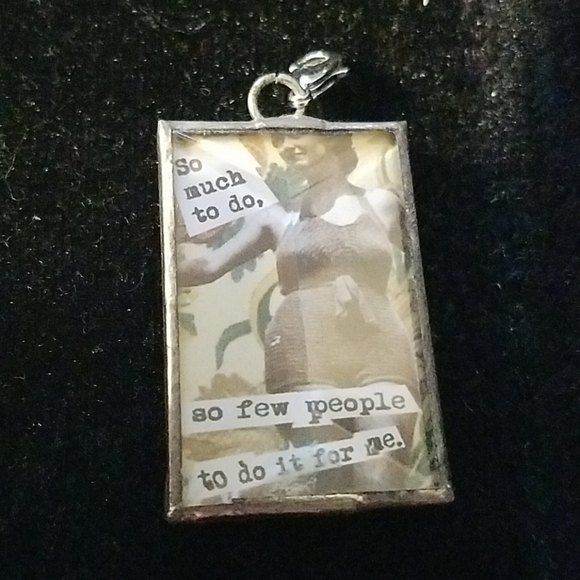 So
much
to do,
so few people
to do it for me.